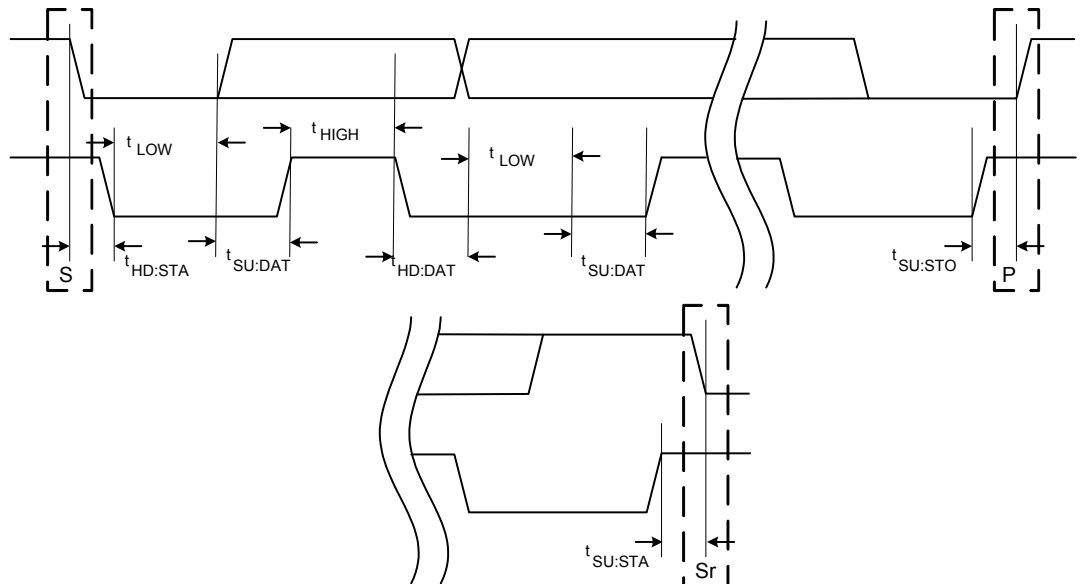 t LOW
t HIGH
t LOW
t HD:STA
t SU:DAT
t HD:DAT
t SU:DAT
t SU:STO
S
P
t SU:STA
Sr